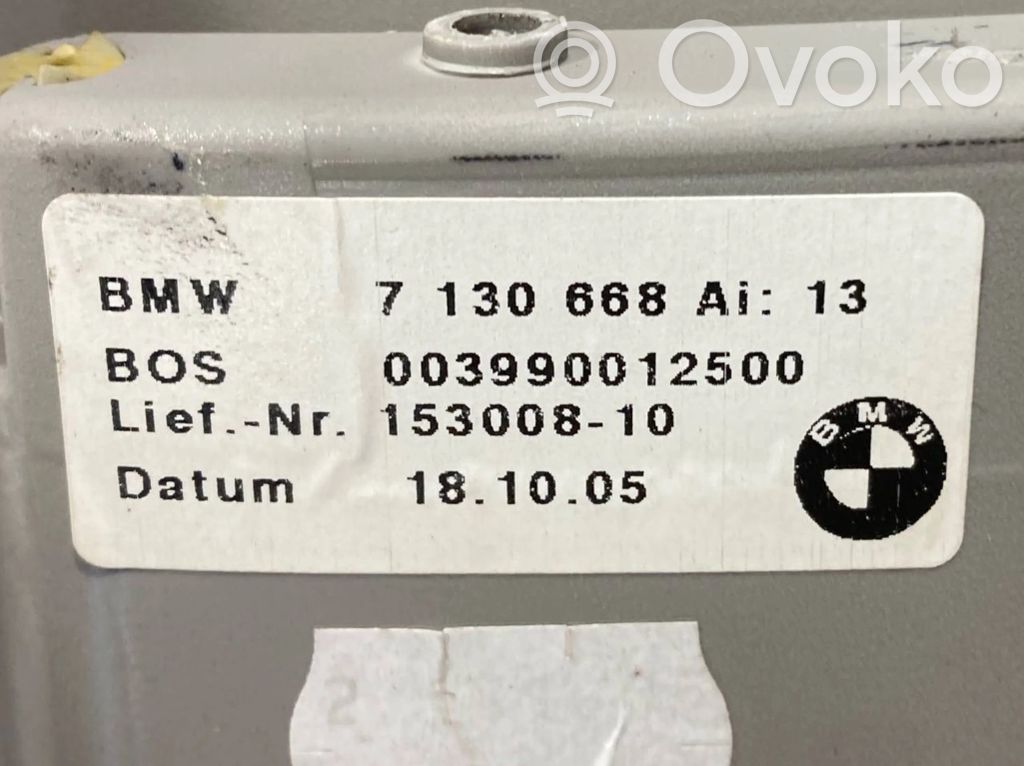 Ovoko
BMW 7 130 668 Ai: 13
BOS 003990012500
Lief.-Nr. 153008-10
Datum 18.10.05
BMW